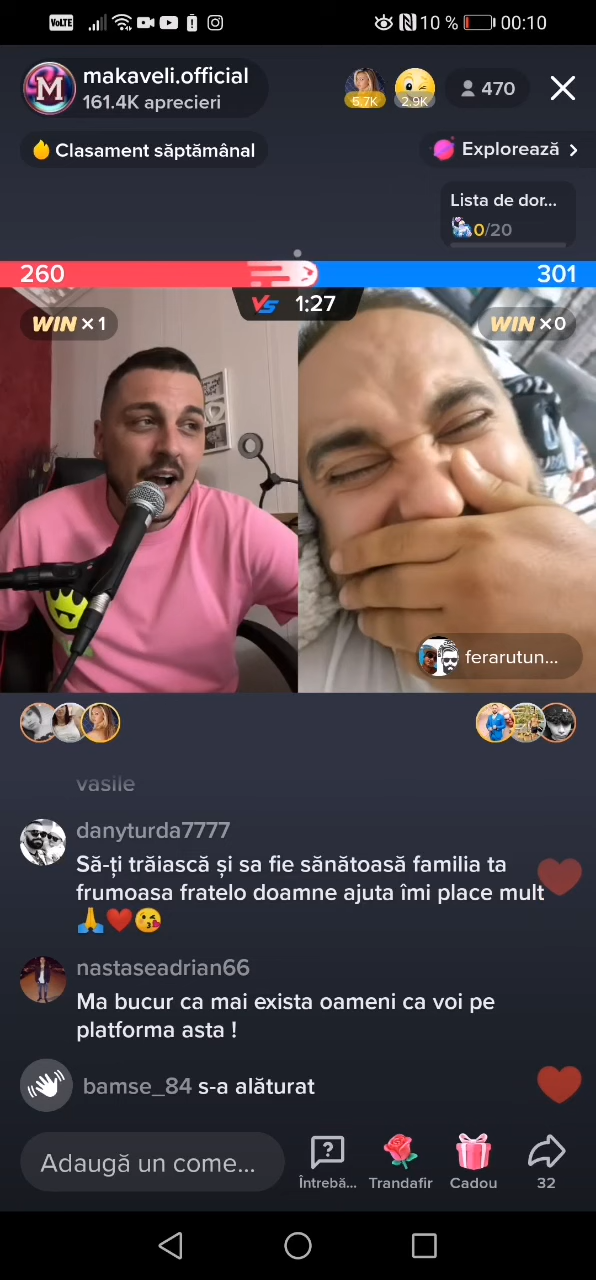 VoLTE
10 %
00:10
M
makaveli.official
161.4K aprecieri
5.7K
2.9K
470
Clasament săptămânal
Explorează
Lista de dor...
0/20
260
301
VS 1:27
WIN x 1
WIN x0
ferarutun...
vasile
danyturda7777
Să-ți trăiască și sa fie sănătoasă familia ta
frumoasa fratelo doamne ajuta îmi place mult
🙏❤️😘
nastaseadrian66
Ma bucur ca mai exista oameni ca voi pe
platforma asta !
bamse_84 s-a alăturat
Adaugă un come...
Întrebă...
Trandafir
Cadou
32